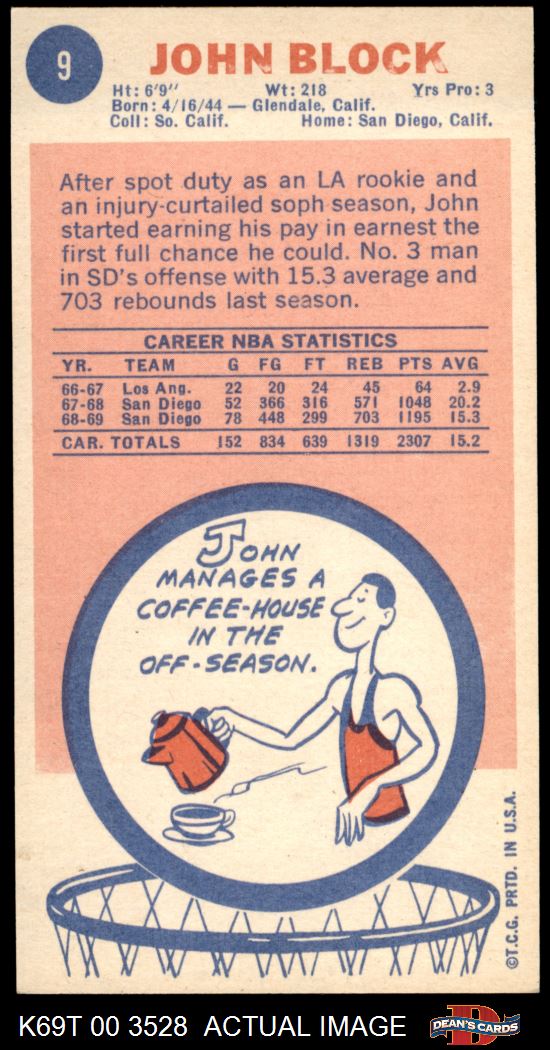 9
JOHN BLOCK
Ht: 6'9" Wt: 218 Yrs Pro: 3
Born: 4/16/44 — Glendale, Calif.
Coll: So. Calif. Home: San Diego, Calif.
After spot duty as an LA rookie and
an injury-curtailed soph season, John
started earning his pay in earnest the
first full chance he could. No. 3 man
in SD's offense with 15.3 average and
703 rebounds last season.
CAREER NBA STATISTICS
YR. TEAM G FG FT REB PTS AVG
66-67 Los Ang. 22 20 24 45 64 2.9
67-68 San Diego 52 366 316 571 1048 20.2
68-69 San Diego 78 448 299 703 1195 15.3
CAR. TOTALS 152 834 639 1319 2307 15.2
JOHN
MANAGES A
COFFEE-HOUSE
IN THE
OFF-SEASON.
©T.C.G. PRTD. IN U.S.A.
K69T 00 3528 ACTUAL IMAGE
D
DEAN'S CARDS